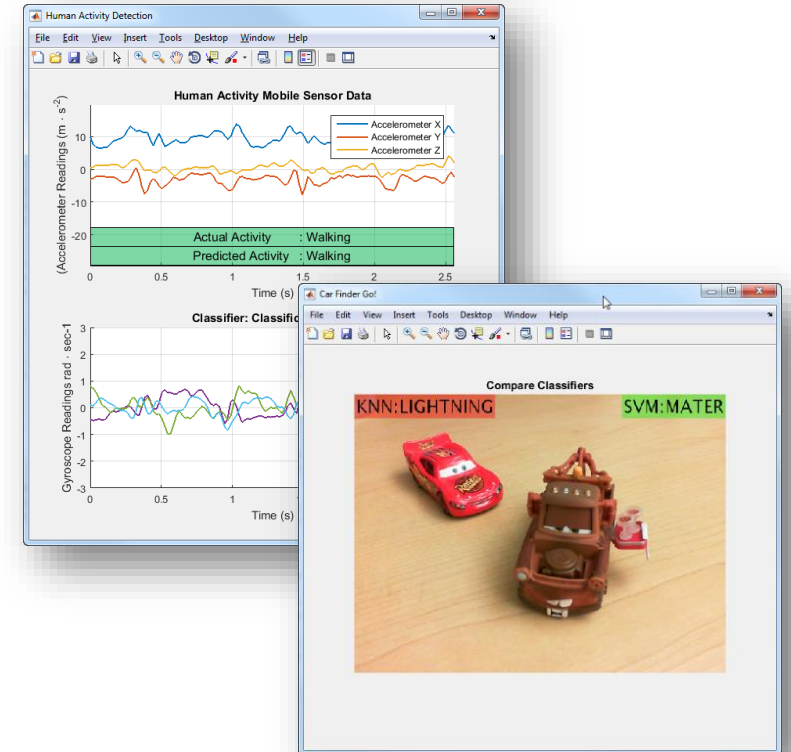 Human Activity Detection
File Edit View Insert Tools Desktop Window Help
Human Activity Mobile Sensor Data
(Accelerometer Readings (m · s⁻²)
10
0
-10
-20
Accelerometer X
Accelerometer Y
Accelerometer Z
Actual Activity : Walking
Predicted Activity : Walking
0 0.5 1 1.5 2 2.5
Time (s)
Classifier: Classific
Gyroscope Readings rad · sec-1
3
2
1
0
-1
-2
-3
0 0.5 1
Time (s)
Car Finder Go!
File Edit View Insert Tools Desktop Window Help
Compare Classifiers
KNN:LIGHTNING SVM:MATER